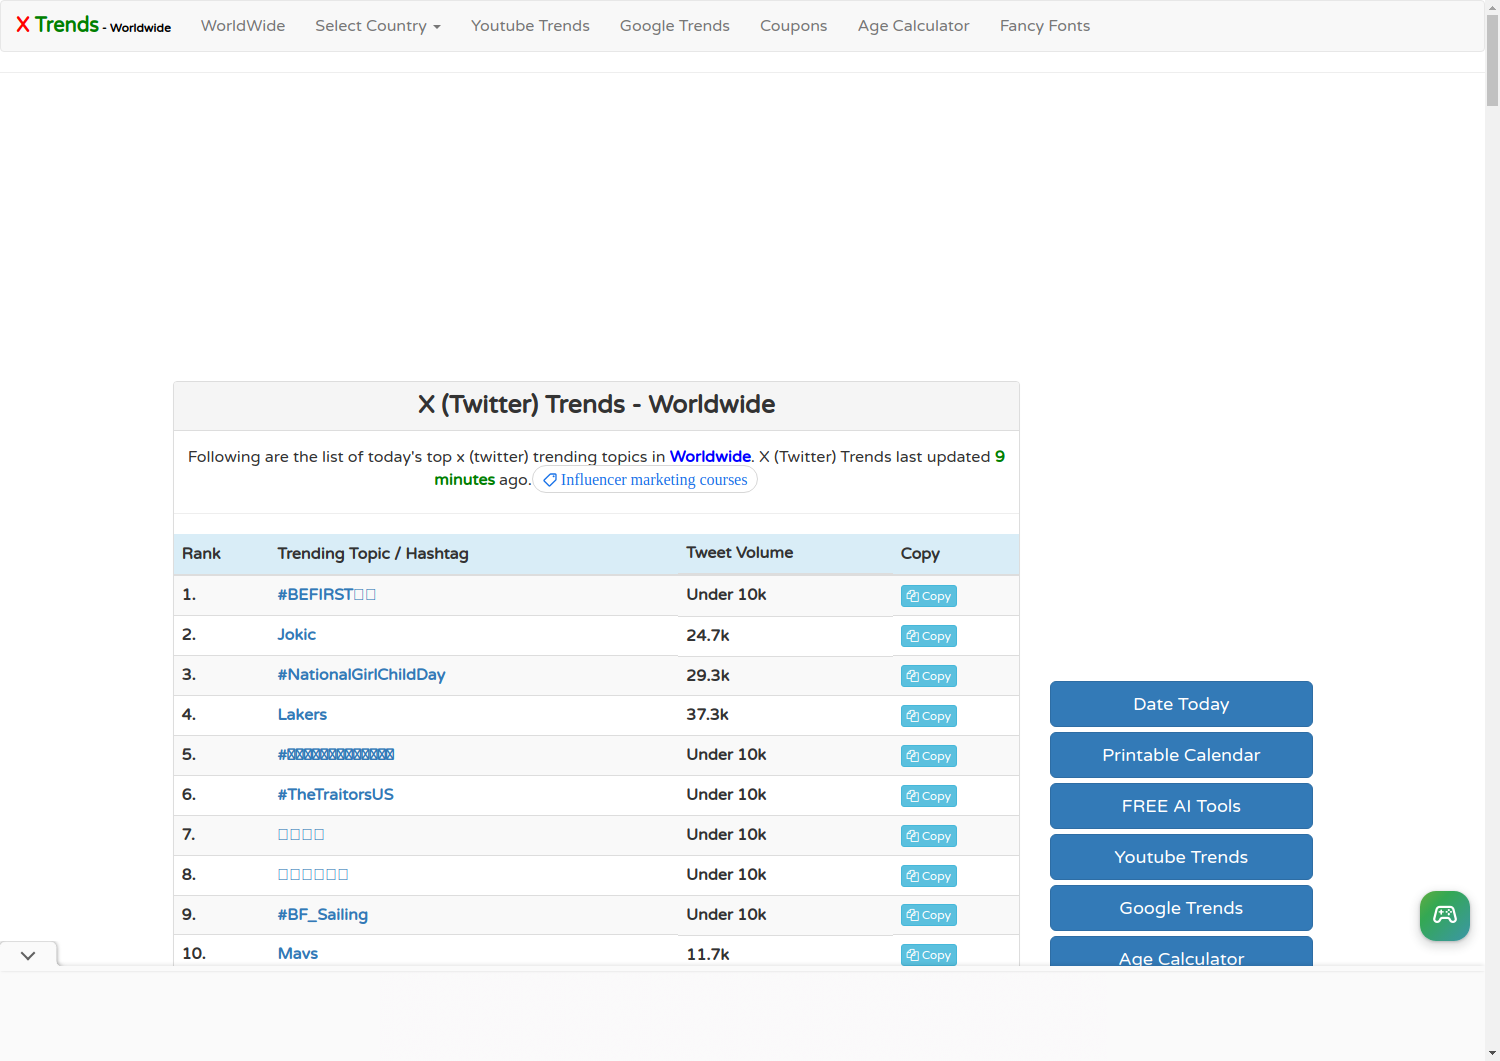 X Trends - Worldwide WorldWide Select Country Youtube Trends Google Trends Coupons Age Calculator Fancy Fonts
X (Twitter) Trends - Worldwide
Following are the list of today's top x (twitter) trending topics in Worldwide. X (Twitter) Trends last updated 9
minutes ago. Influencer marketing courses
Rank Trending Topic / Hashtag Tweet Volume Copy
1. #BEFIRST Under 10k Copy
2. Jokic 24.7k Copy
3. #NationalGirlChildDay 29.3k Copy
4. Lakers 37.3k Copy
5. # Under 10k Copy
6. #TheTraitorsUS Under 10k Copy
7. Under 10k Copy
8. Under 10k Copy
9. #BF_Sailing Under 10k Copy
10. Mavs 11.7k Copy
Date Today
Printable Calendar
FREE AI Tools
Youtube Trends
Google Trends
Age Calculator